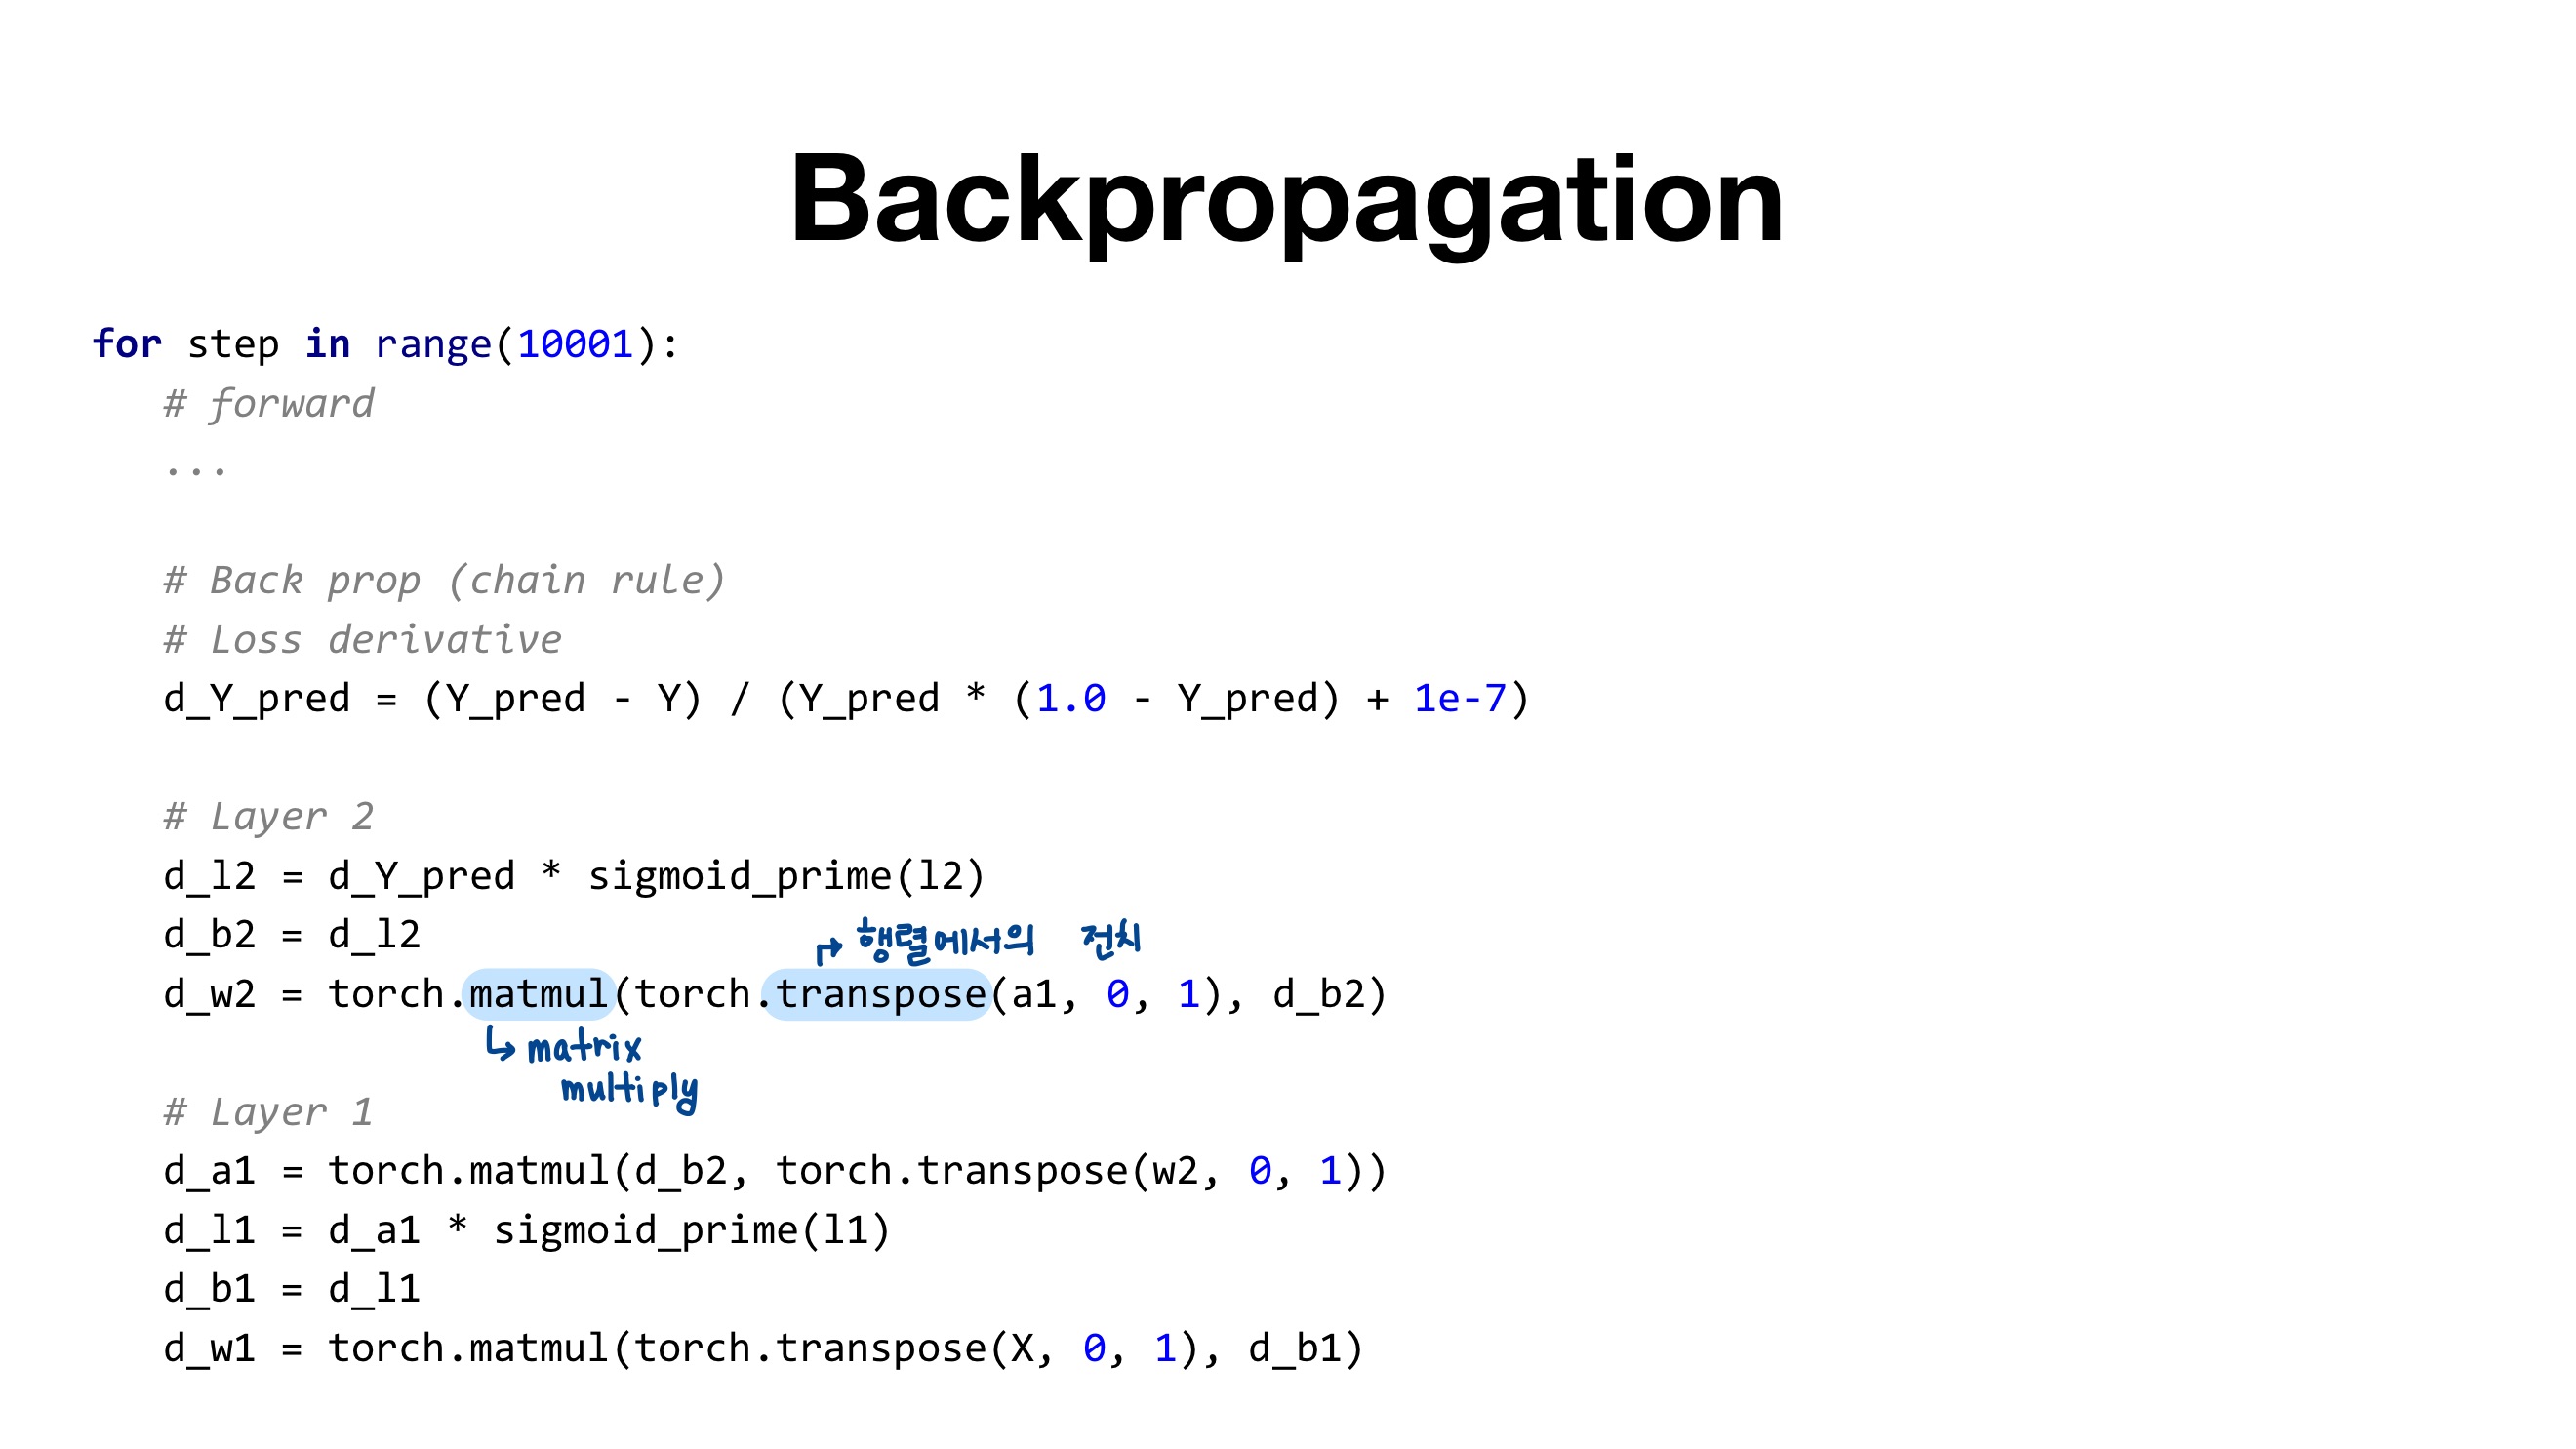 Backpropagation
for step in range(10001):
# forward
...
# Back prop (chain rule)
# Loss derivative
d_Y_pred = (Y_pred - Y) / (Y_pred * (1.0 - Y_pred) + 1e-7)
# Layer 2
d_l2 = d_Y_pred * sigmoid_prime(l2)
d_b2 = d_l2
↱ 행렬에서의 전치
d_w2 = torch.matmul(torch.transpose(a1, 0, 1), d_b2)
↳ matrix
multiply
# Layer 1
d_a1 = torch.matmul(d_b2, torch.transpose(w2, 0, 1))
d_l1 = d_a1 * sigmoid_prime(l1)
d_b1 = d_l1
d_w1 = torch.matmul(torch.transpose(X, 0, 1), d_b1)